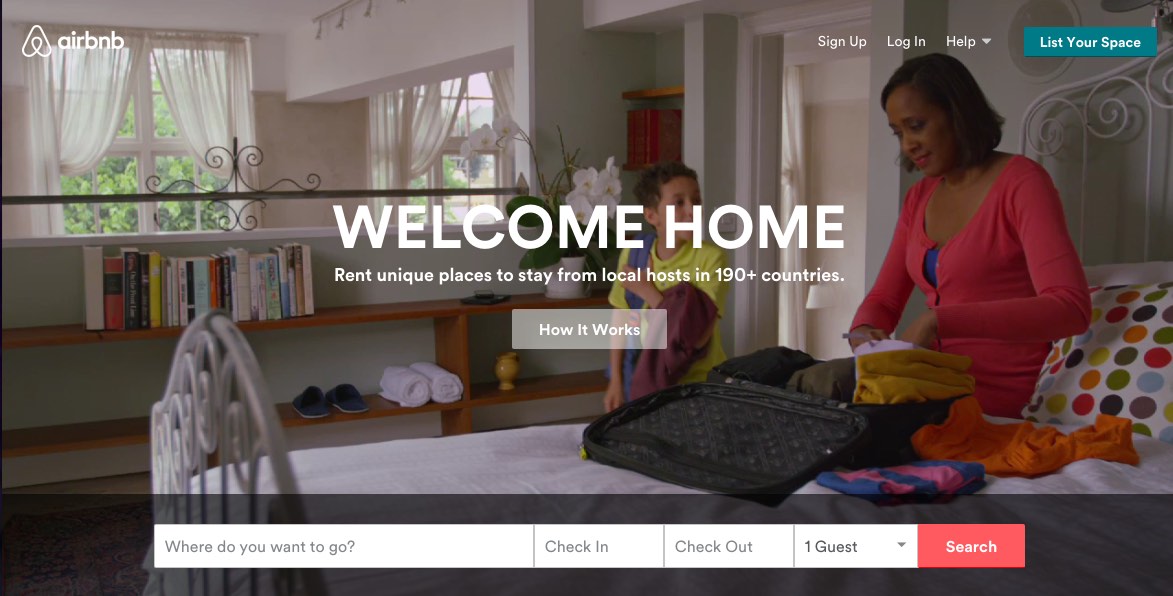 airbnb
Sign Up Log In Help List Your Space
WELCOME HOME
Rent unique places to stay from local hosts in 190+ countries.
How It Works
Where do you want to go? Check In Check Out 1 Guest Search